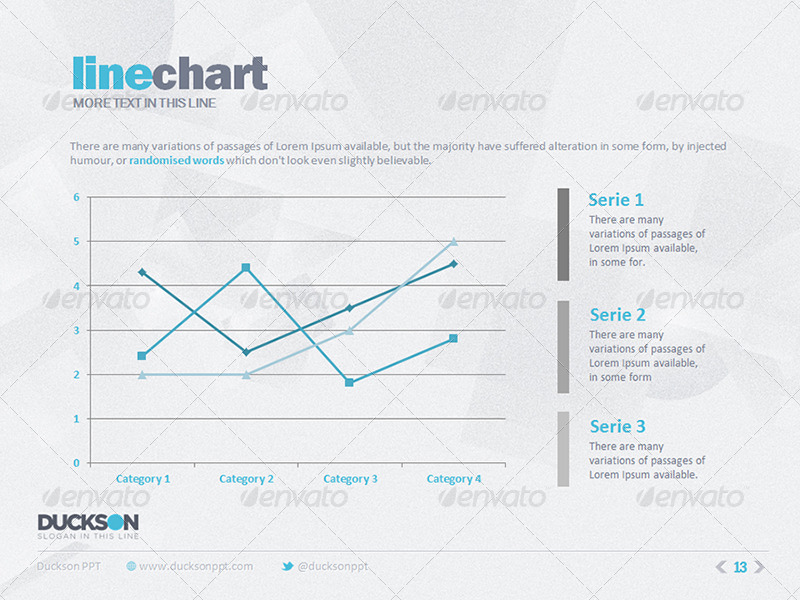 linechart
MORE TEXT IN THIS LINE
There are many variations of passages of Lorem Ipsum available, but the majority have suffered alteration in some form, by injected
humour, or randomised words which don't look even slightly believable.
6
5
4
3
2
1
0
Category 1 Category 2 Category 3 Category 4
Serie 1
There are many
variations of passages of
Lorem Ipsum available,
in some for.
Serie 2
There are many
variations of passages of
Lorem Ipsum available,
in some form
Serie 3
There are many
variations of passages of
Lorem Ipsum available.
envato envato envato envato
envato envato envato envato
envato envato envato envato
DUCKSON
SLOGAN IN THIS LINE
Duckson PPT www.ducksonppt.com @ducksonppt 13